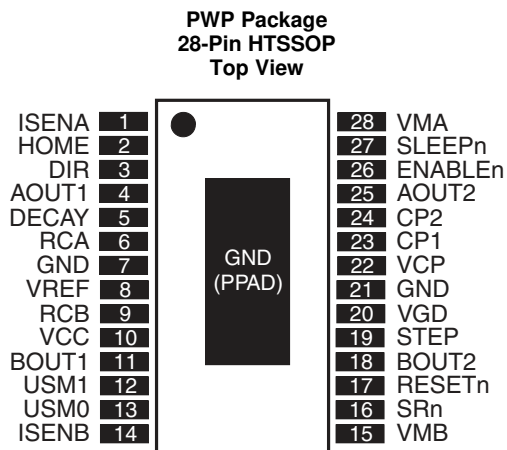 PWP Package
28-Pin HTSSOP
Top View
ISENA 1 28 VMA
HOME 2 27 SLEEPn
DIR 3 26 ENABLEn
AOUT1 4 25 AOUT2
DECAY 5 24 CP2
RCA 6 23 CP1
GND 7 22 VCP
VREF 8 21 GND
RCB 9 20 VGD
VCC 10 19 STEP
BOUT1 11 18 BOUT2
USM1 12 17 RESETn
USM0 13 16 SRn
ISENB 14 15 VMB
GND
(PPAD)